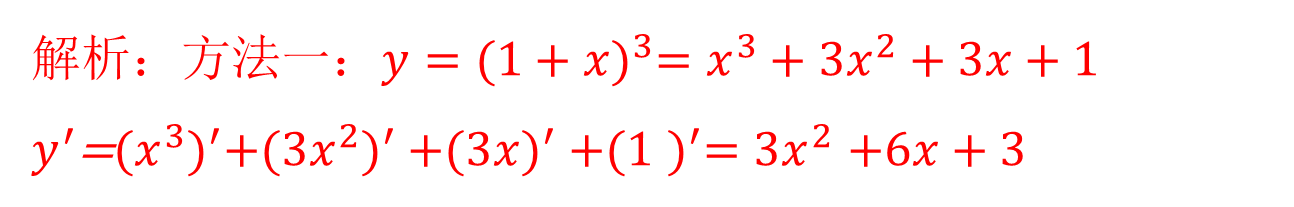 解析：方法一：y = (1 + x)³= x³ + 3x² + 3x + 1
y′=(x³)′+(3x²)′ +(3x)′ +(1 )′= 3x² +6x + 3